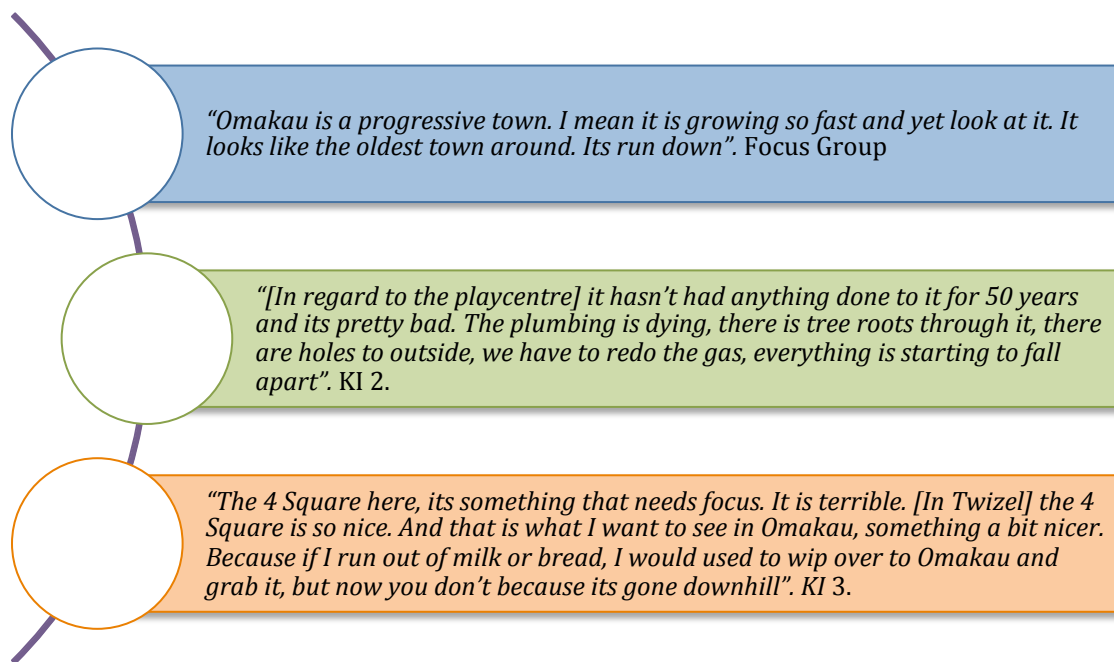 “Omakau is a progressive town. I mean it is growing so fast and yet look at it. It
looks like the oldest town around. Its run down”. Focus Group
“[In regard to the playcentre] it hasn’t had anything done to it for 50 years
and its pretty bad. The plumbing is dying, there is tree roots through it, there
are holes to outside, we have to redo the gas, everything is starting to fall
apart”. KI 2.
“The 4 Square here, its something that needs focus. It is terrible. [In Twizel] the 4
Square is so nice. And that is what I want to see in Omakau, something a bit nicer.
Because if I run out of milk or bread, I would used to wip over to Omakau and
grab it, but now you don’t because its gone downhill”. KI 3.